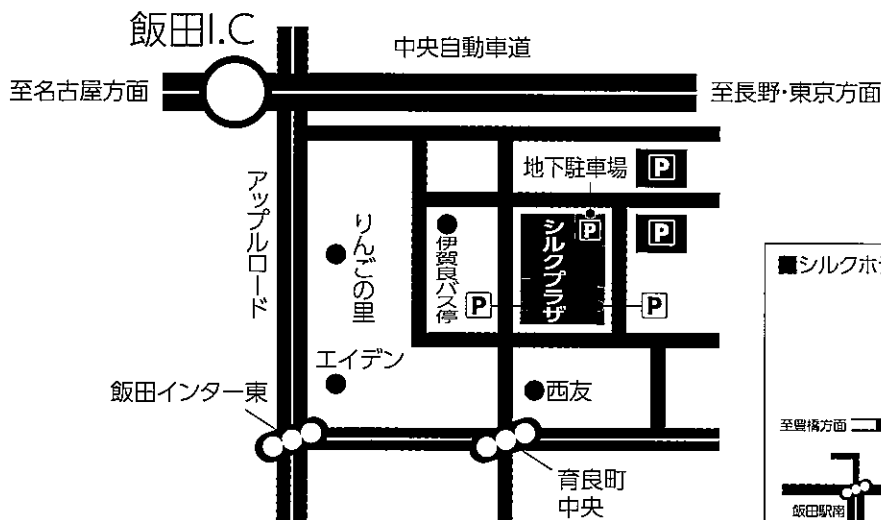 飯田I.C
中央自動車道
至名古屋方面
至長野・東京方面
地下駐車場
P
アップルロード
りんごの里
伊賀良バス停
シルクプラザ
P
P
P
P
■シルクホ
エイデン
飯田インター東
西友
至豊橋方面
育良町
中央
飯田駅南